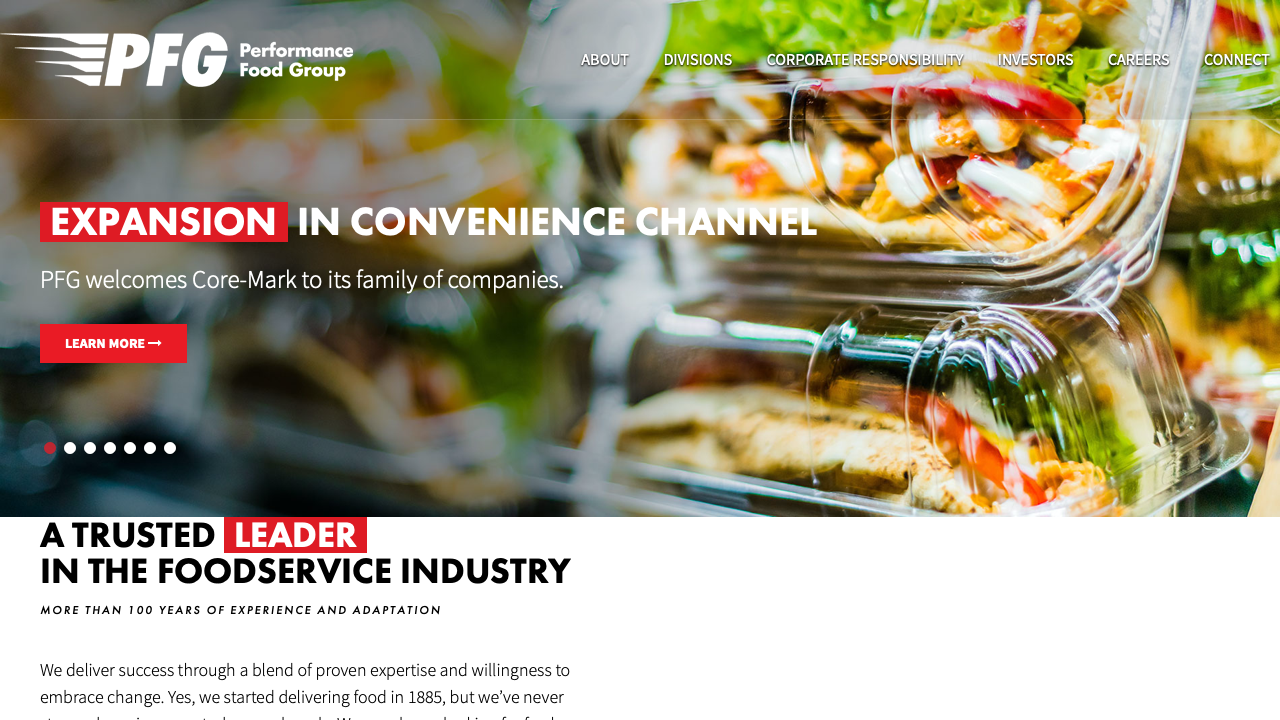 PFG Performance
Food Group
ABOUT DIVISIONS CORPORATE RESPONSIBILITY INVESTORS CAREERS CONNECT
EXPANSION IN CONVENIENCE CHANNEL
PFG welcomes Core-Mark to its family of companies.
LEARN MORE
A TRUSTED LEADER
IN THE FOODSERVICE INDUSTRY
MORE THAN 100 YEARS OF EXPERIENCE AND ADAPTATION
We deliver success through a blend of proven expertise and willingness to
embrace change. Yes, we started delivering food in 1885, but we’ve never